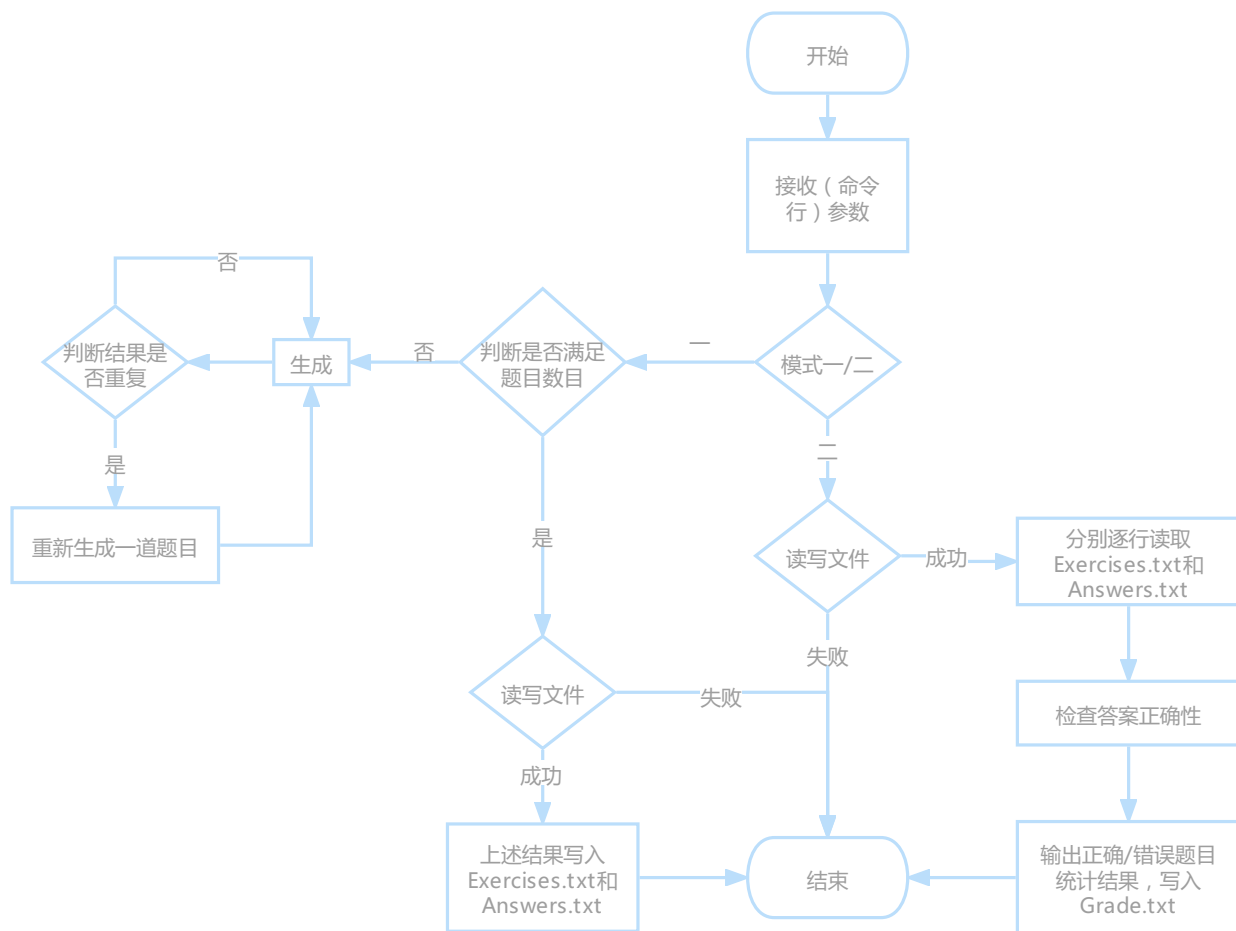 开始
接收（命令
行）参数
否
判断结果是
否重复
生成
否
判断是否满足
题目数目
一
模式一/二
是
重新生成一道题目
二
是
读写文件
成功
分别逐行读取
Exercises.txt和
Answers.txt
失败
读写文件
失败
检查答案正确性
成功
上述结果写入
Exercises.txt和
Answers.txt
结束
输出正确/错误题目
统计结果，写入
Grade.txt